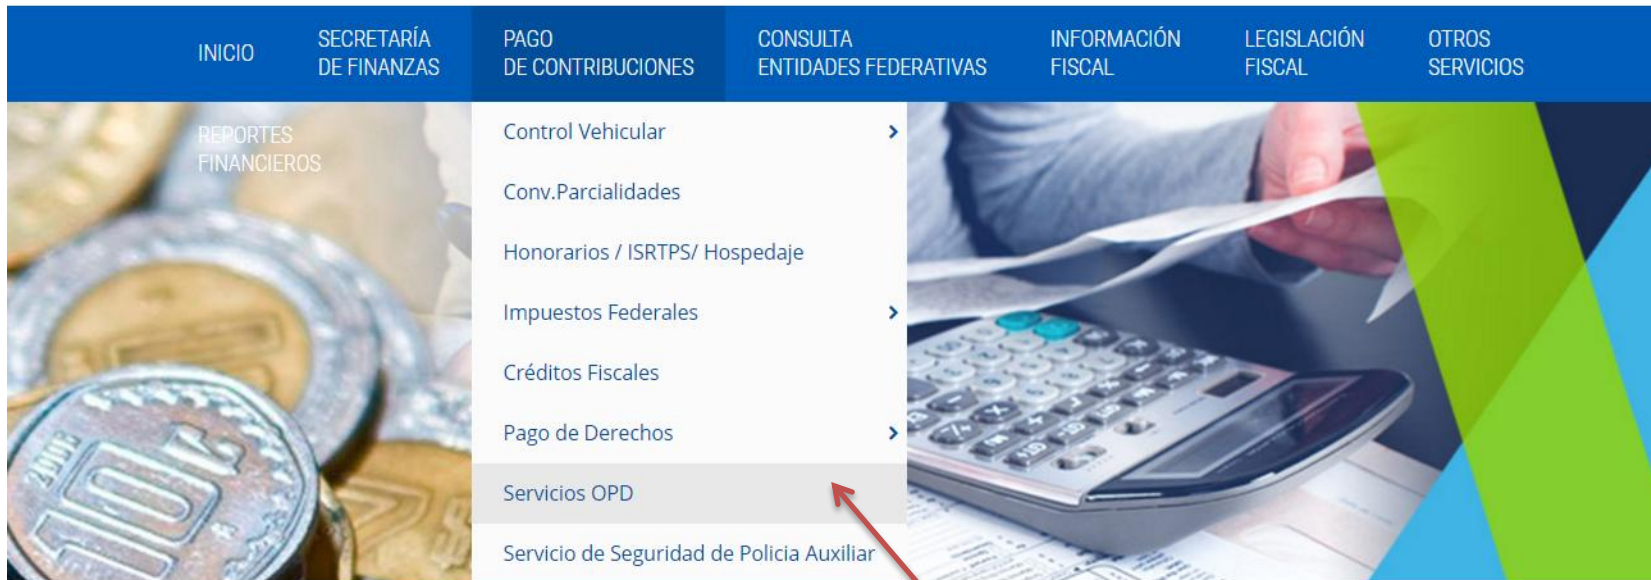 INICIO
SECRETARÍA
DE FINANZAS
PAGO
DE CONTRIBUCIONES
CONSULTA
ENTIDADES FEDERATIVAS
INFORMACIÓN
FISCAL
LEGISLACIÓN
FISCAL
OTROS
SERVICIOS
REPORTES
FINANCIEROS
Control Vehicular
Conv.Parcialidades
Honorarios / ISRTPS/ Hospedaje
Impuestos Federales
Créditos Fiscales
Pago de Derechos
Servicios OPD
Servicio de Seguridad de Policia Auxiliar
10¢